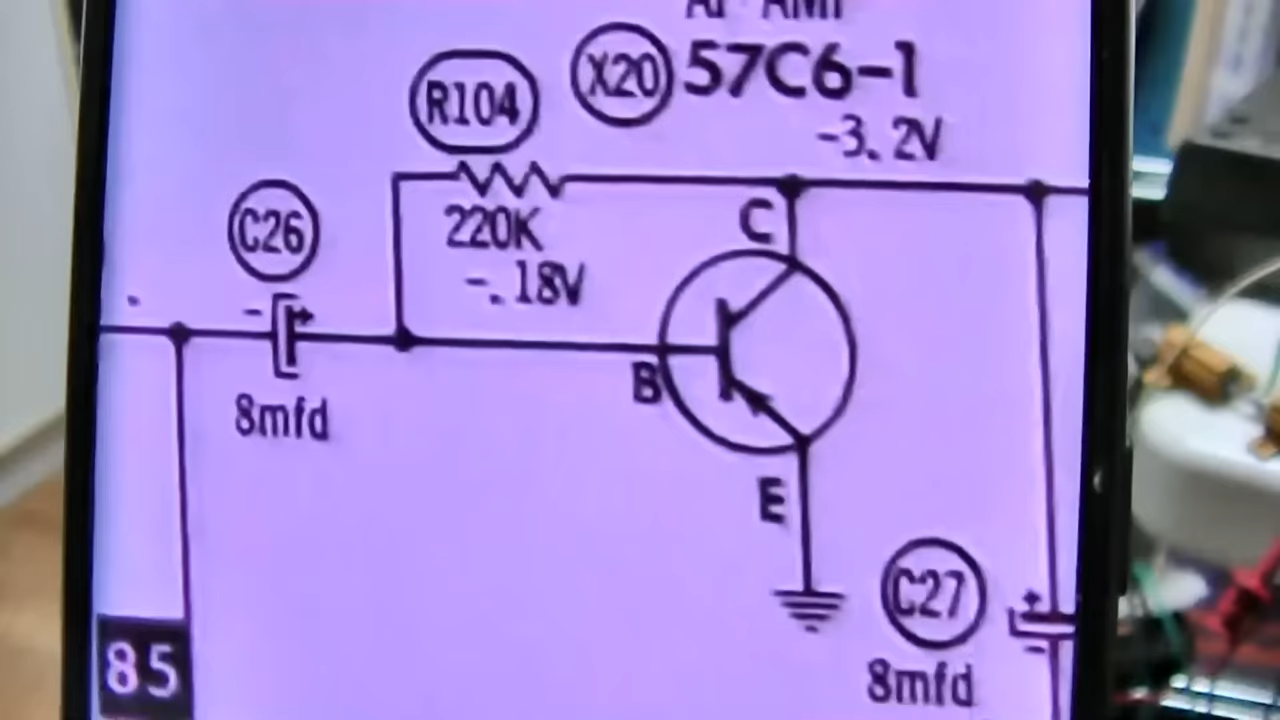 X20 57C6-1
R104
-3.2V
C26
220K
C
-.18V
- +
B
8mfd
E
C27
+
-
85
8mfd